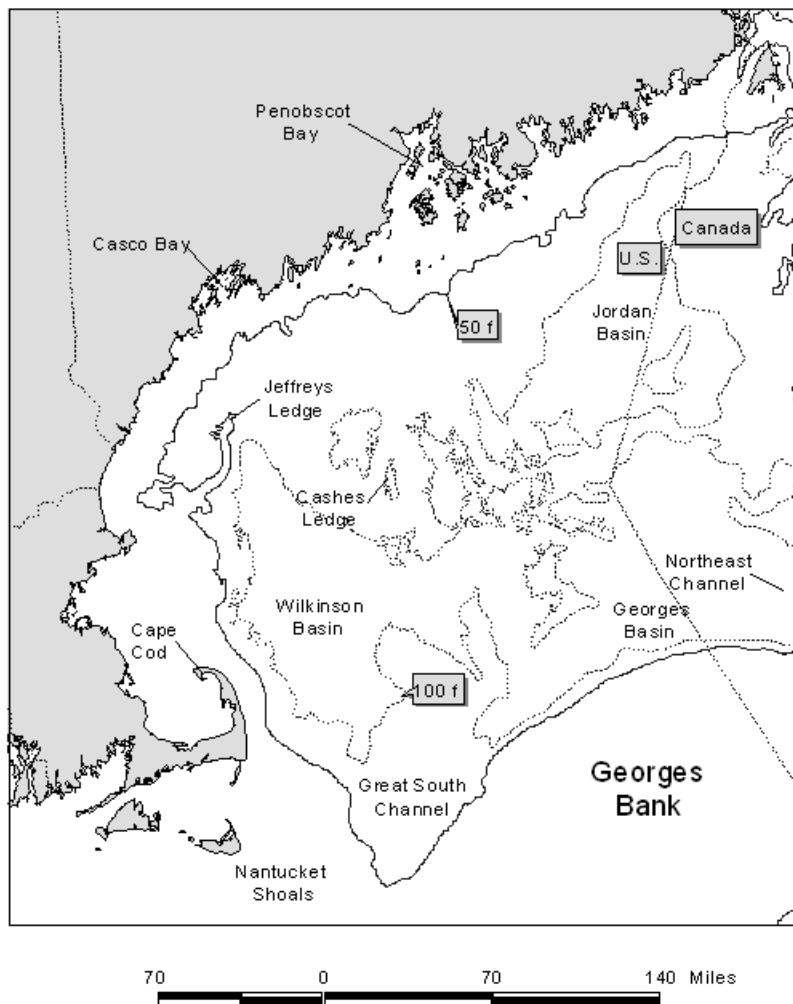 Penobscot
Bay
Casco Bay
Canada
U.S.
Jordan
Basin
50 f
Jeffreys
Ledge
Cashes
Ledge
Northeast
Channel
Georges
Basin
Wilkinson
Basin
Cape
Cod
100 f
Great South
Channel
Georges
Bank
Nantucket
Shoals
70 0 70 140 Miles